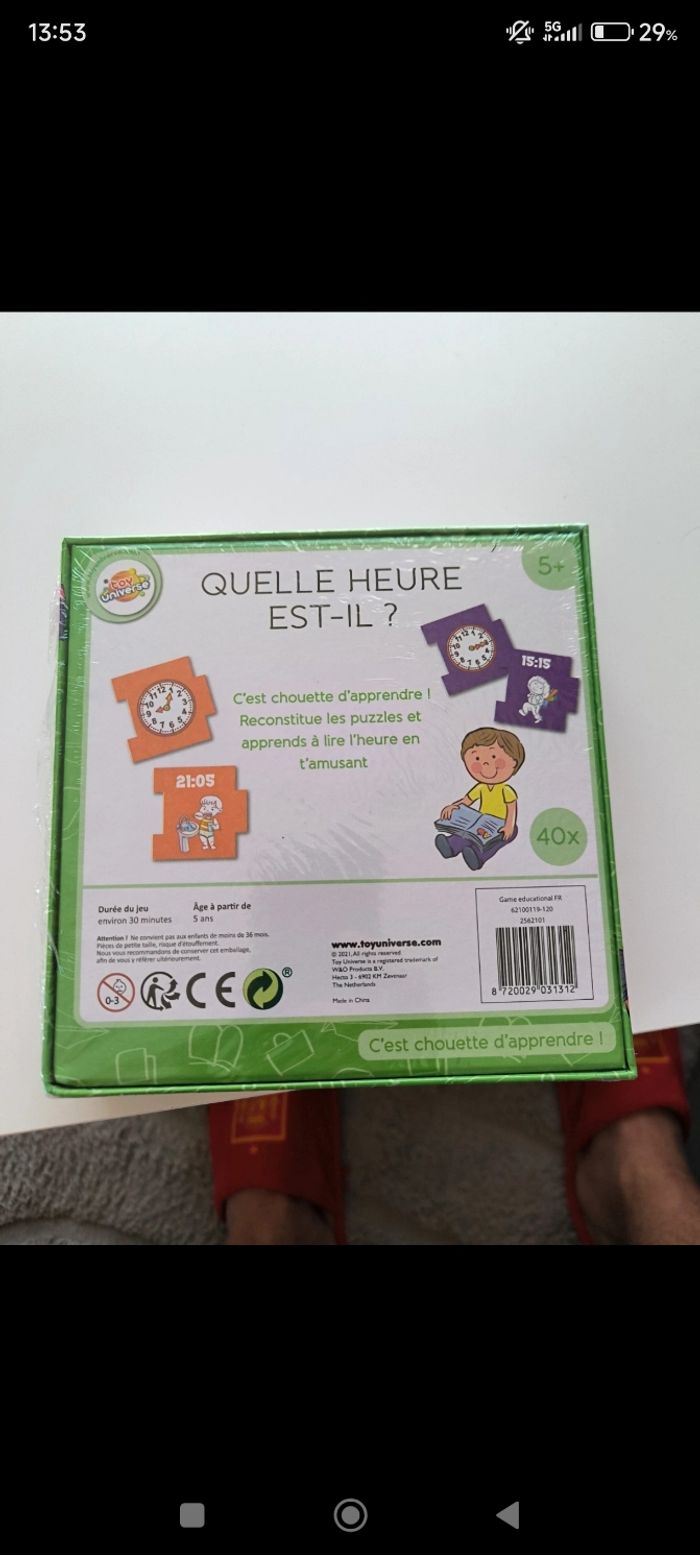 13:53
5G
29%
toy
universe
QUELLE HEURE
EST-IL ?
5+
15:15
C'est chouette d'apprendre !
Reconstitue les puzzles et
apprends à lire l'heure en
t'amusant
21:05
40x
Durée du jeu
environ 30 minutes
Âge à partir de
5 ans
Attention ! Ne convient pas aux enfants de moins de 36 mois.
Pièces de petite taille, risque d'étouffement.
Nous vous recommandons de conserver cet emballage,
afin de vous y référer ultérieurement.
0-3
CE
®
www.toyuniverse.com
© 2021, All rights reserved
Toy Universe is a registered trademark of
W&O Products B.V.
Hecto 3 - 6902 KM Zevenaar
The Netherlands
Made in China
Game educational FR
62100119-120
2562101
8 720029 031312
C'est chouette d'apprendre !